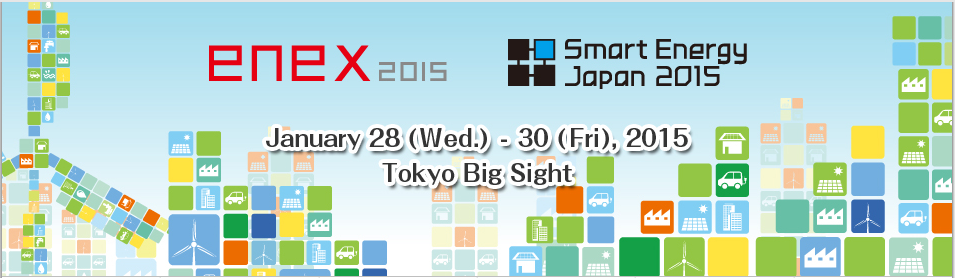 enex 2015
Smart Energy
Japan 2015
January 28 (Wed.) - 30 (Fri), 2015
Tokyo Big Sight